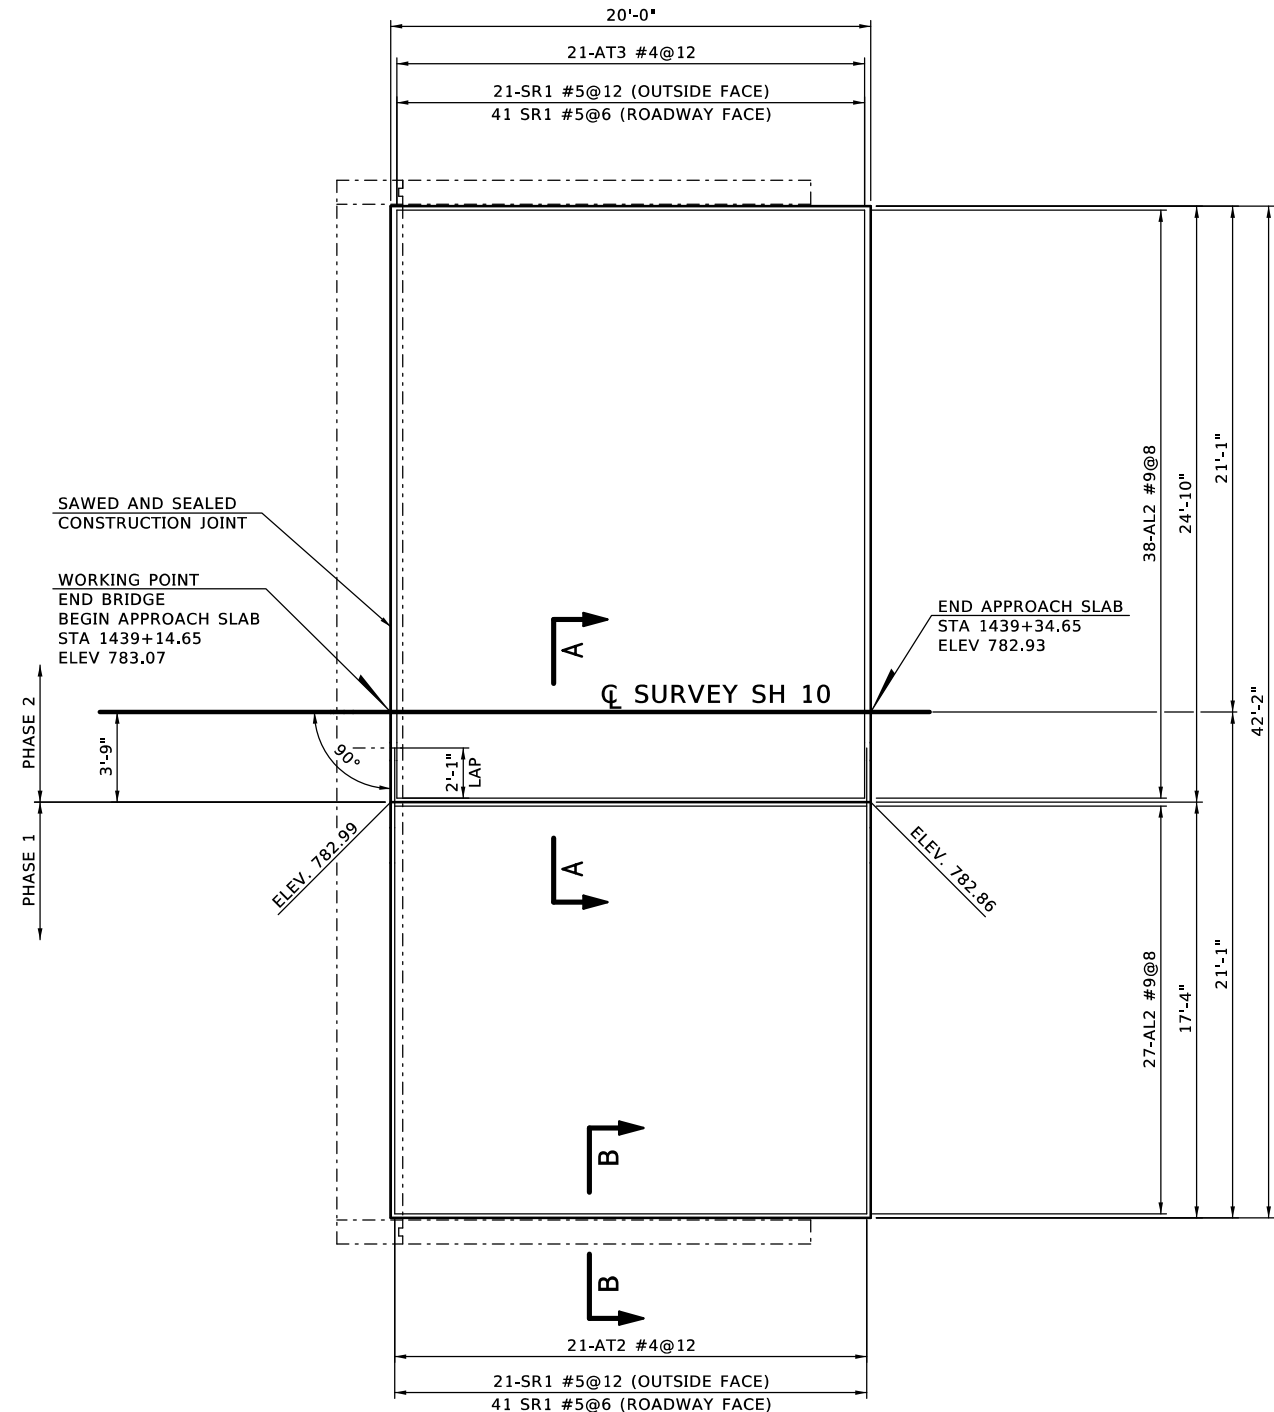 20'-0"
21-AT3 #4@12
21-SR1 #5@12 (OUTSIDE FACE)
41 SR1 #5@6 (ROADWAY FACE)
SAWED AND SEALED
CONSTRUCTION JOINT
WORKING POINT
END BRIDGE
BEGIN APPROACH SLAB
STA 1439+14.65
ELEV 783.07
END APPROACH SLAB
STA 1439+34.65
ELEV 782.93
A
℄ SURVEY SH 10
PHASE 2
3'-9"
90°
2'-1"
LAP
38-AL2 #9@8
24'-10"
21'-1"
42'-2"
PHASE 1
ELEV. 782.99
A
ELEV. 782.86
27-AL2 #9@8
17'-4"
21'-1"
B
B
21-AT2 #4@12
21-SR1 #5@12 (OUTSIDE FACE)
41 SR1 #5@6 (ROADWAY FACE)